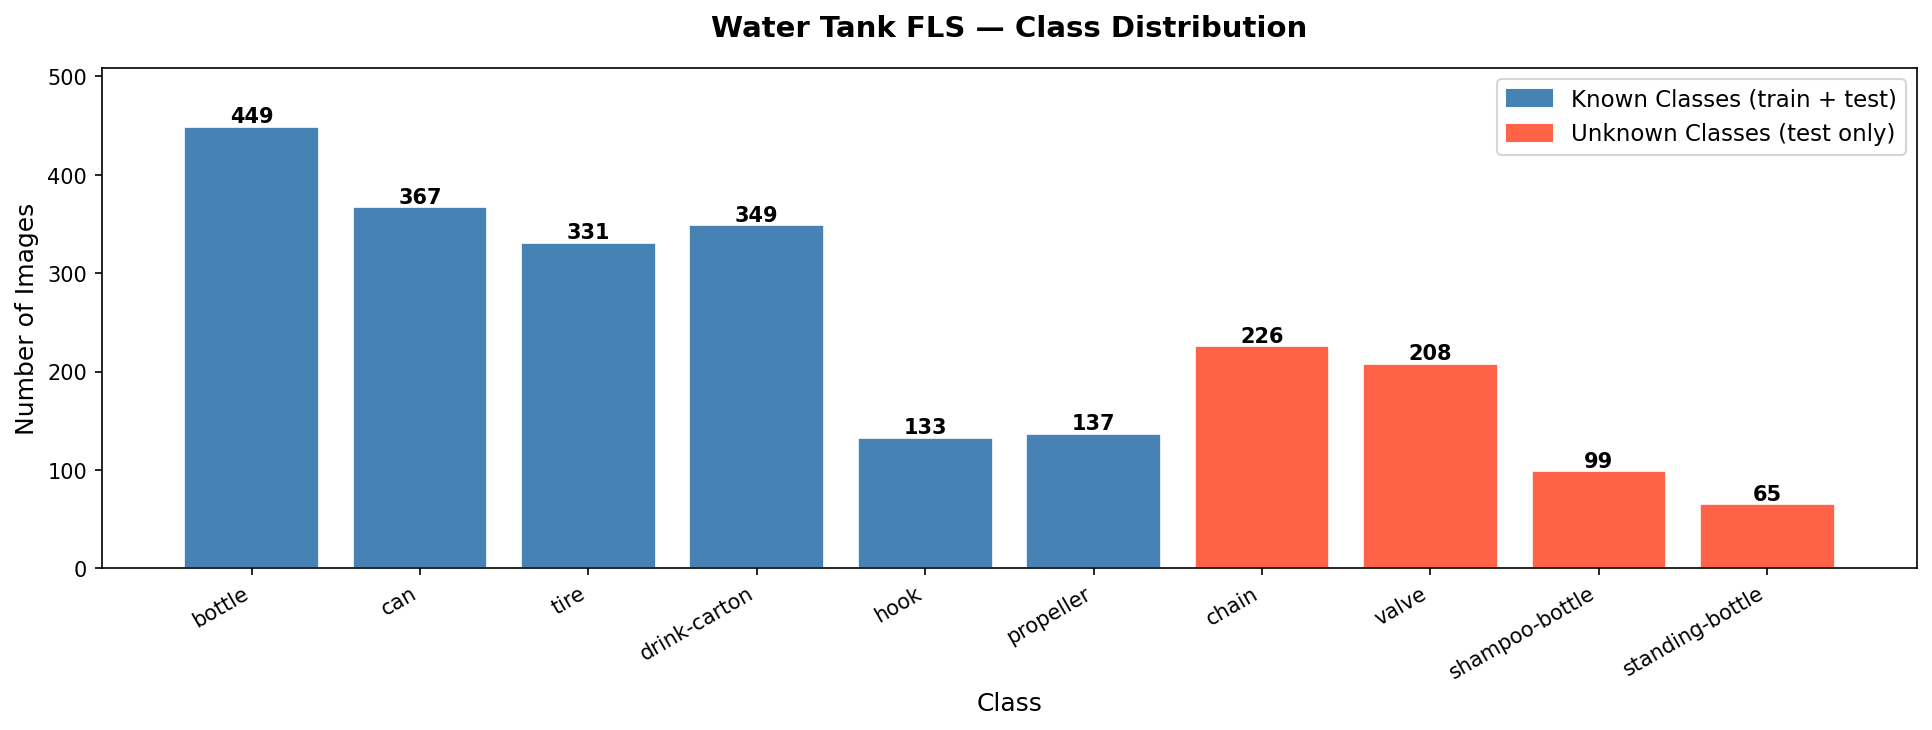 Water Tank FLS — Class Distribution
Known Classes (train + test)
Unknown Classes (test only)
Number of Images
500
400
300
200
100
0
449
367
331
349
133
137
226
208
99
65
bottle
can
tire
drink-carton
hook
propeller
chain
valve
shampoo-bottle
standing-bottle
Class